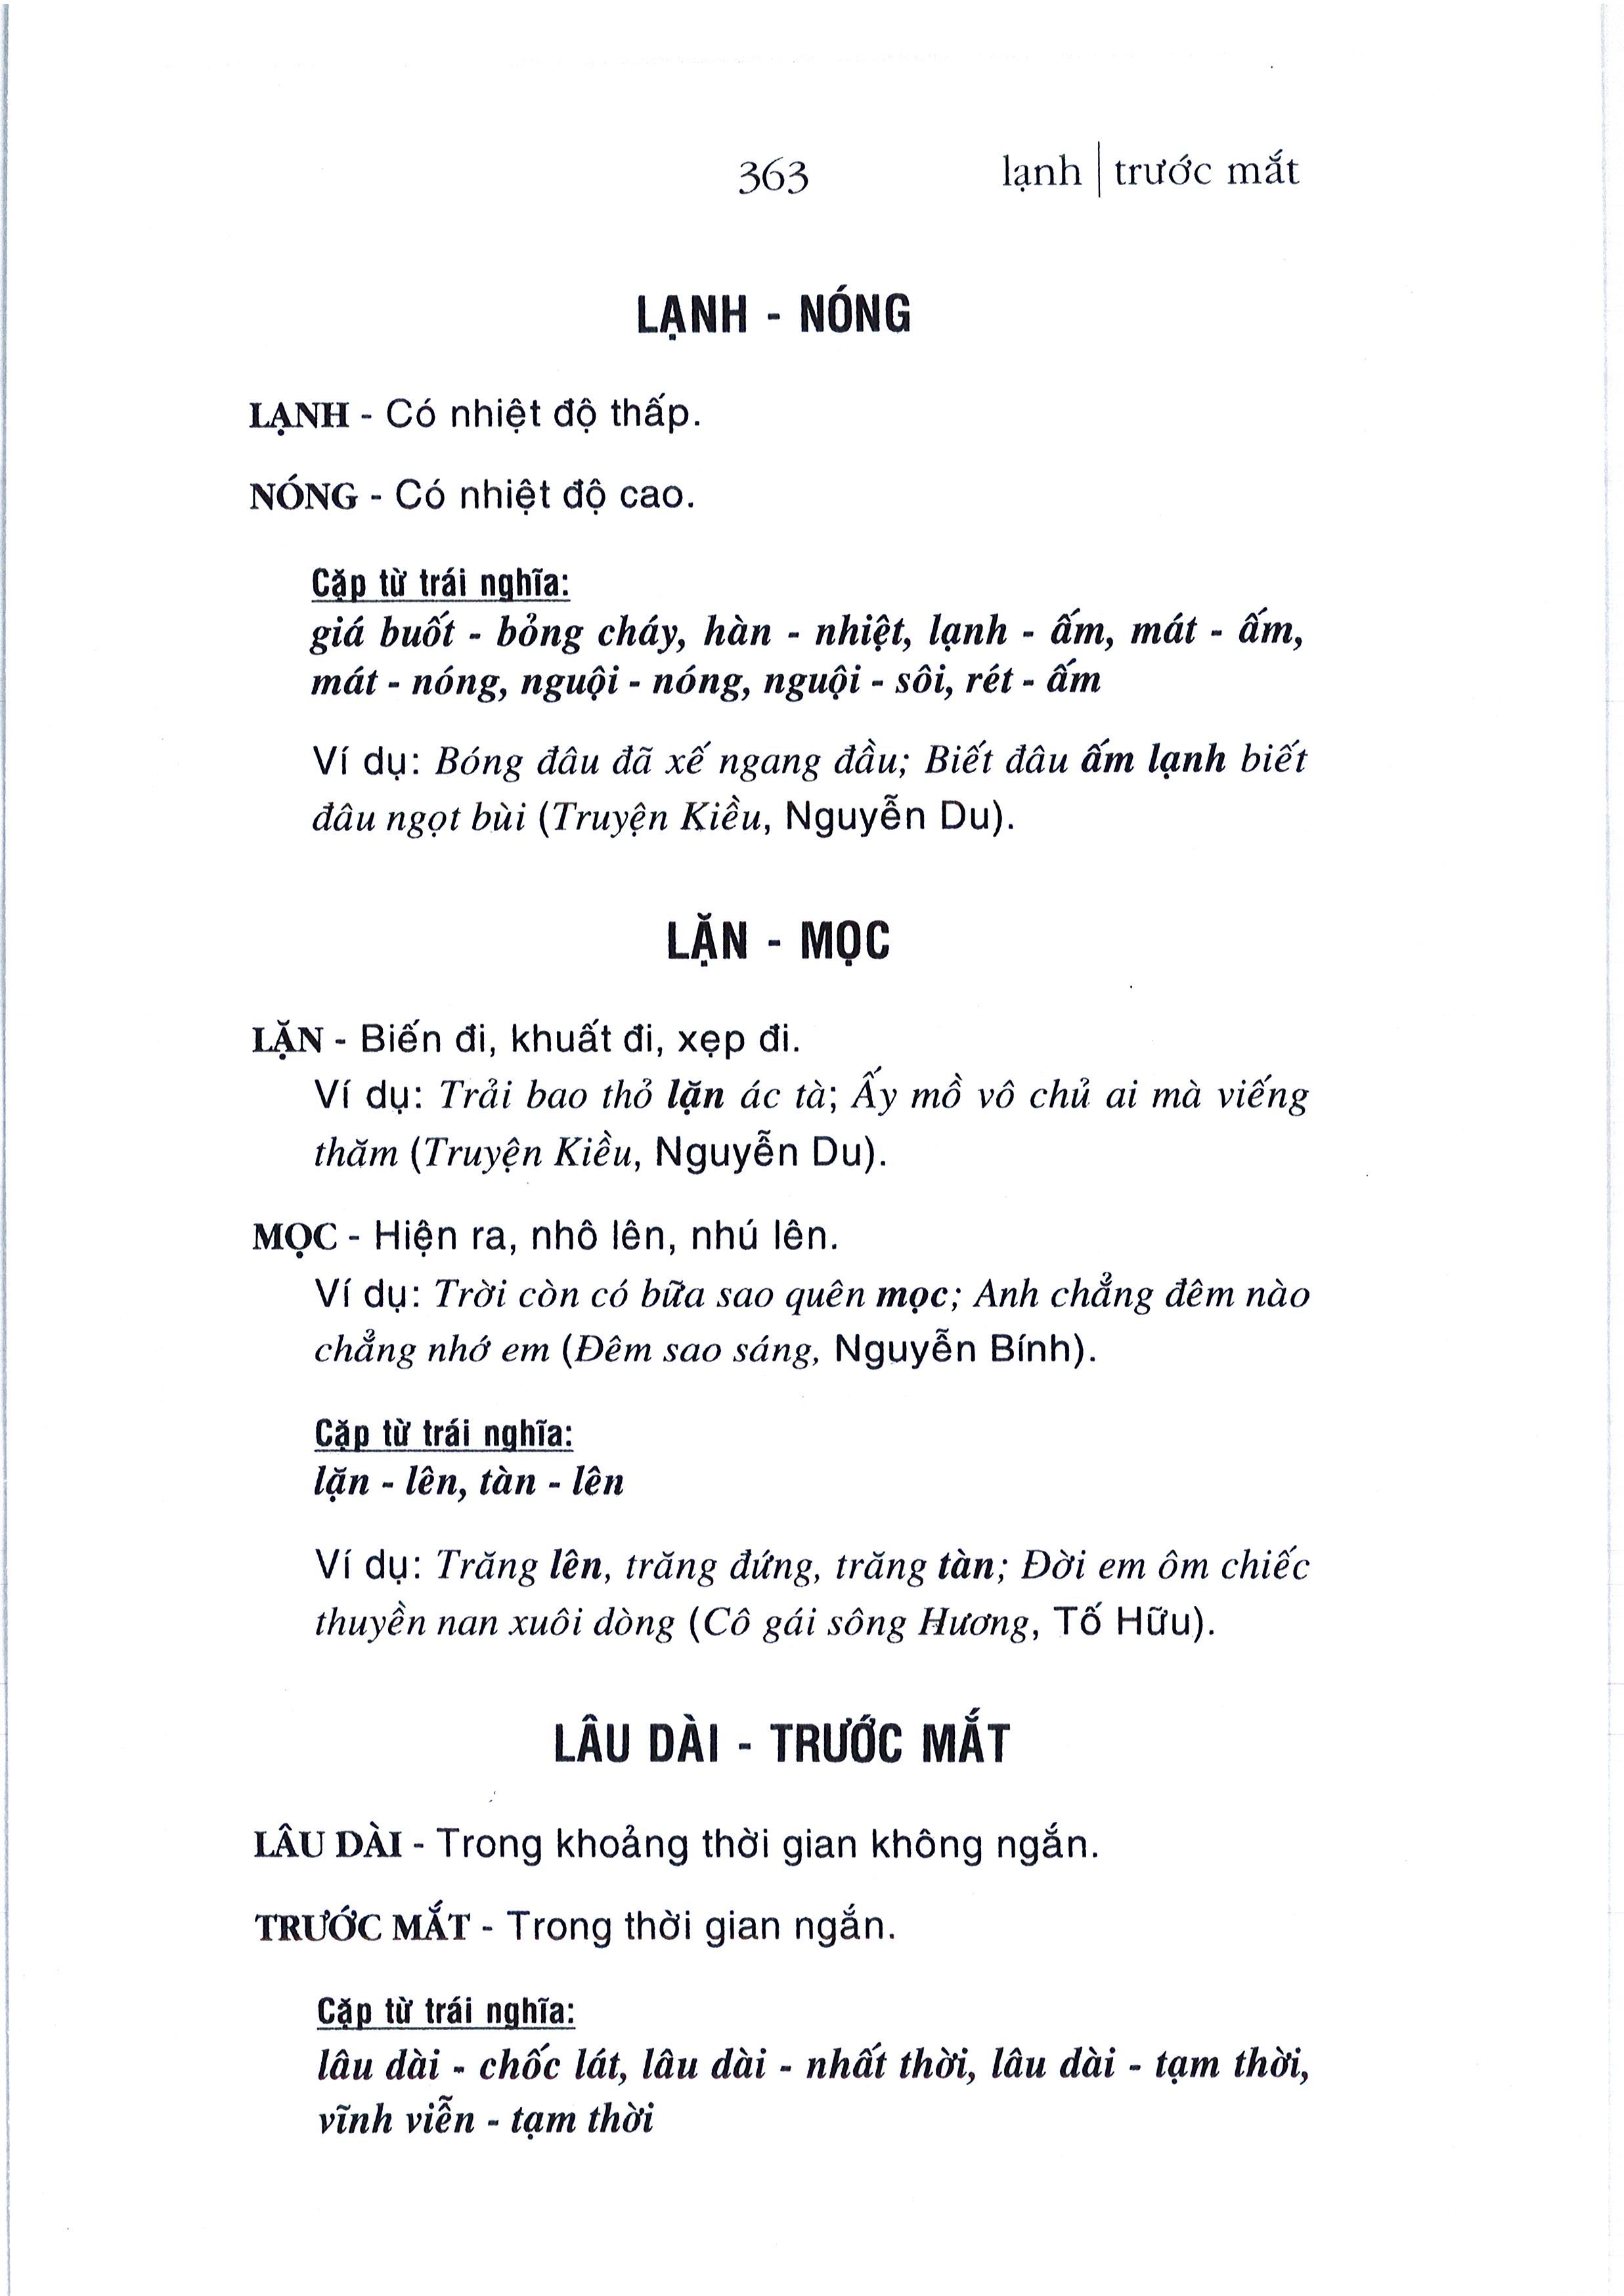 363 lạnh | trước mắt
LẠNH - NÓNG
LẠNH - Có nhiệt độ thấp.
NÓNG - Có nhiệt độ cao.
Cặp từ trái nghĩa:
giá buốt - bỏng cháy, hàn - nhiệt, lạnh - ấm, mát - ấm,
mát - nóng, nguội - nóng, nguội - sôi, rét - ấm
Ví dụ: Bóng đâu đã xế ngang đầu; Biết đâu ấm lạnh biết
đâu ngọt bùi (Truyện Kiều, Nguyễn Du).
LẶN - MỌC
LẶN - Biến đi, khuất đi, xẹp đi.
Ví dụ: Trải bao thỏ lặn ác tà; Ấy mồ vô chủ ai mà viếng
thăm (Truyện Kiều, Nguyễn Du).
MỌC - Hiện ra, nhô lên, nhú lên.
Ví dụ: Trời còn có bữa sao quên mọc; Anh chẳng đêm nào
chẳng nhớ em (Đêm sao sáng, Nguyễn Bính).
Cặp từ trái nghĩa:
lặn - lên, tàn - lên
Ví dụ: Trăng lên, trăng đứng, trăng tàn; Đời em ôm chiếc
thuyền nan xuôi dòng (Cô gái sông Hương, Tố Hữu).
LÂU DÀI - TRƯỚC MẮT
LÂU DÀI - Trong khoảng thời gian không ngắn.
TRƯỚC MẮT - Trong thời gian ngắn.
Cặp từ trái nghĩa:
lâu dài - chốc lát, lâu dài - nhất thời, lâu dài - tạm thời,
vĩnh viễn - tạm thời